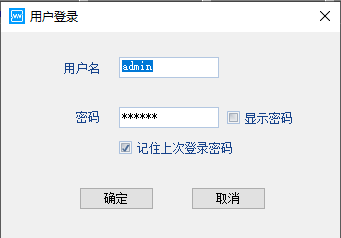 用户登录
用户名 admin
密码 ****** 显示密码
记住上次登录密码
确定 取消